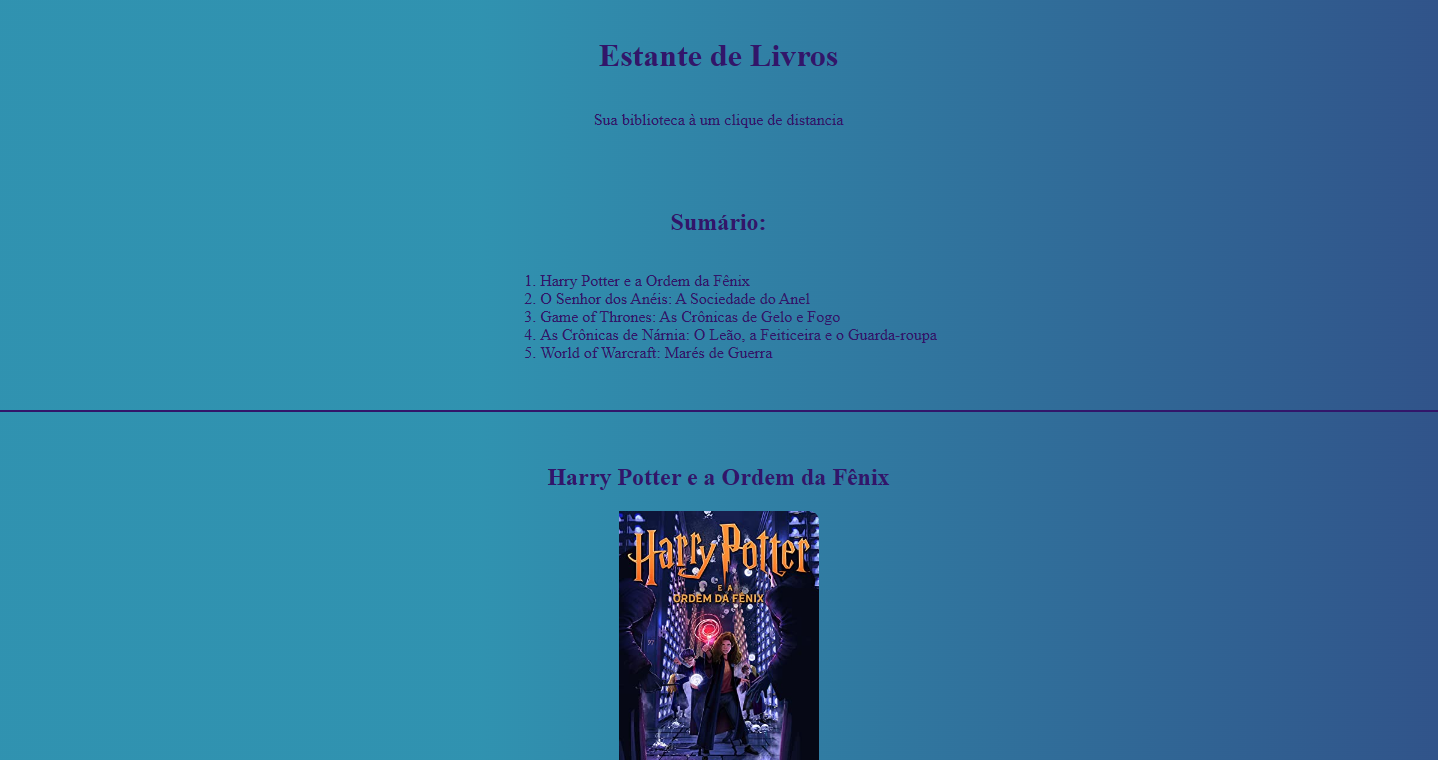 Estante de Livros
Sua biblioteca à um clique de distancia
Sumário:
1. Harry Potter e a Ordem da Fênix
2. O Senhor dos Anéis: A Sociedade do Anel
3. Game of Thrones: As Crônicas de Gelo e Fogo
4. As Crônicas de Nárnia: O Leão, a Feiticeira e o Guarda-roupa
5. World of Warcraft: Marés de Guerra
Harry Potter e a Ordem da Fênix
Harry Potter
E A
ORDEM DA FÊNIX
97